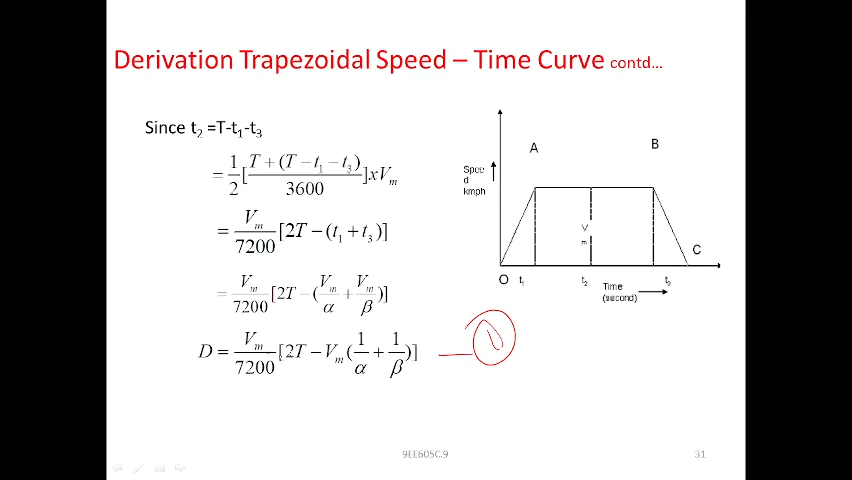 Derivation Trapezoidal Speed – Time Curve contd…
Since t₂ =T-t₁-t₃
= 1/2 [ (T + (T − t₁ − t₃)) / 3600 ] x Vₘ
= Vₘ/7200 [2T − (t₁ + t₃)]
= Vₘ/7200 [2T − (Vₘ/α + Vₘ/β)]
D = Vₘ/7200 [2T − Vₘ (1/α + 1/β)]
A
B
Spee
d
kmph
V
m
C
O t₁ t₂ t₃
Time
(second)
9EE605C.9
31